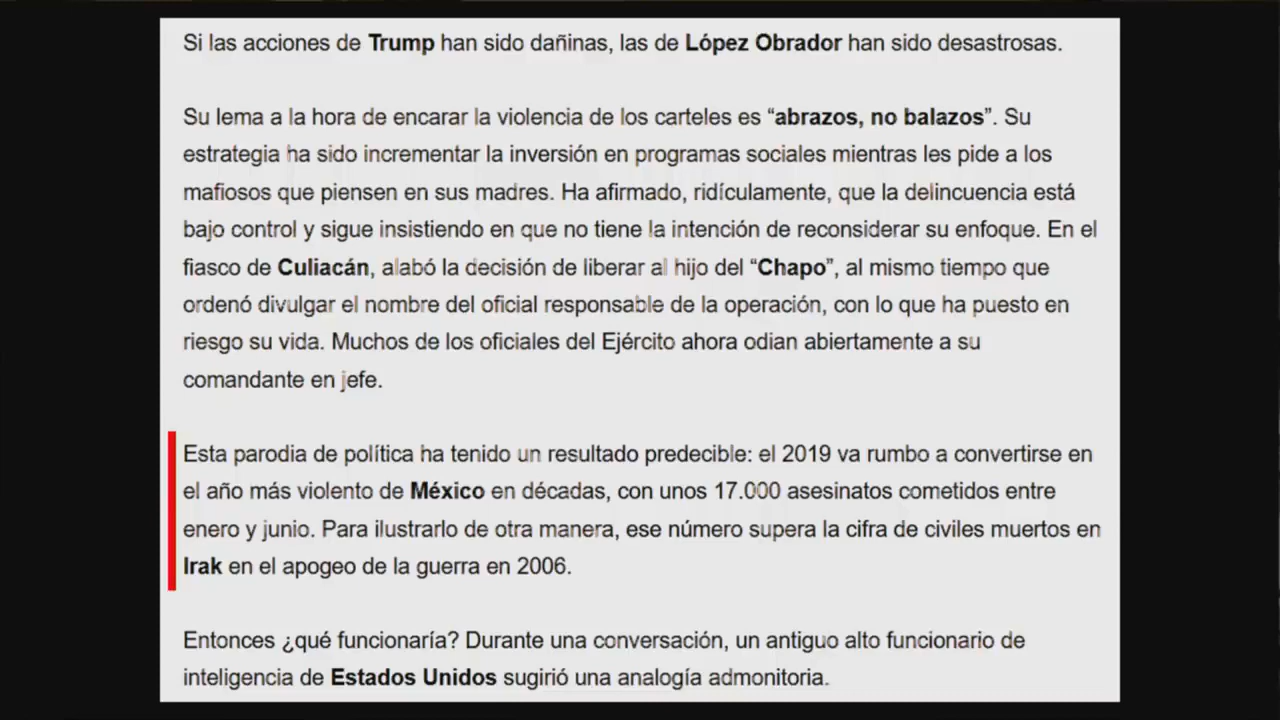 Si las acciones de Trump han sido dañinas, las de López Obrador han sido desastrosas.
Su lema a la hora de encarar la violencia de los carteles es “abrazos, no balazos”. Su
estrategia ha sido incrementar la inversión en programas sociales mientras les pide a los
mafiosos que piensen en sus madres. Ha afirmado, ridículamente, que la delincuencia está
bajo control y sigue insistiendo en que no tiene la intención de reconsiderar su enfoque. En el
fiasco de Culiacán, alabó la decisión de liberar al hijo del “Chapo”, al mismo tiempo que
ordenó divulgar el nombre del oficial responsable de la operación, con lo que ha puesto en
riesgo su vida. Muchos de los oficiales del Ejército ahora odian abiertamente a su
comandante en jefe.
Esta parodia de política ha tenido un resultado predecible: el 2019 va rumbo a convertirse en
el año más violento de México en décadas, con unos 17.000 asesinatos cometidos entre
enero y junio. Para ilustrarlo de otra manera, ese número supera la cifra de civiles muertos en
Irak en el apogeo de la guerra en 2006.
Entonces ¿qué funcionaría? Durante una conversación, un antiguo alto funcionario de
inteligencia de Estados Unidos sugirió una analogía admonitoria.